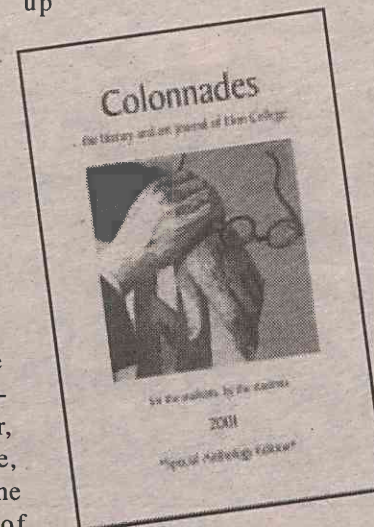 up
Colonnades
the literary and art journal of Elon College
for the students, by the students
2001
*Special Anthology Edition*
e
-
r,
e,
ne
of